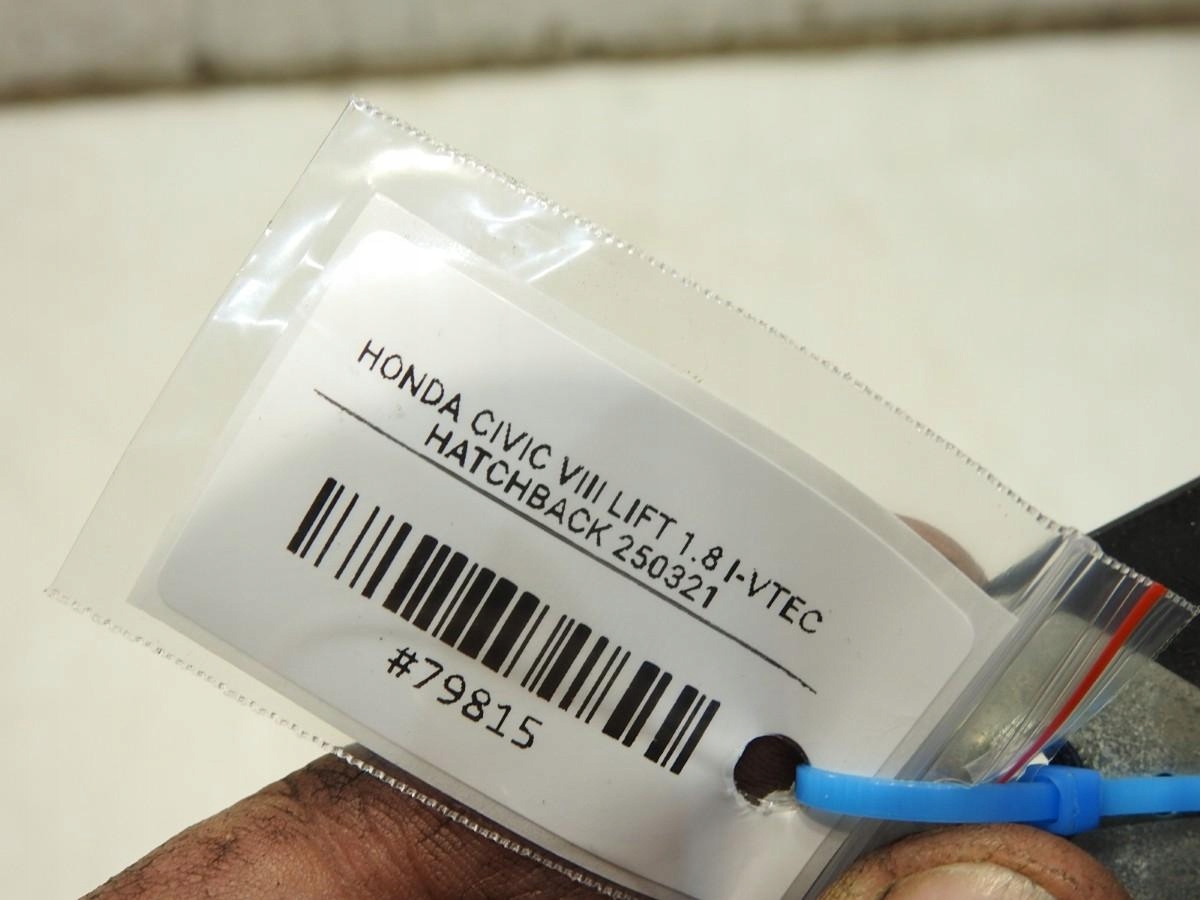 HONDA CIVIC VIII LIFT 1.8 I-VTEC
HATCHBACK 250321
#79815